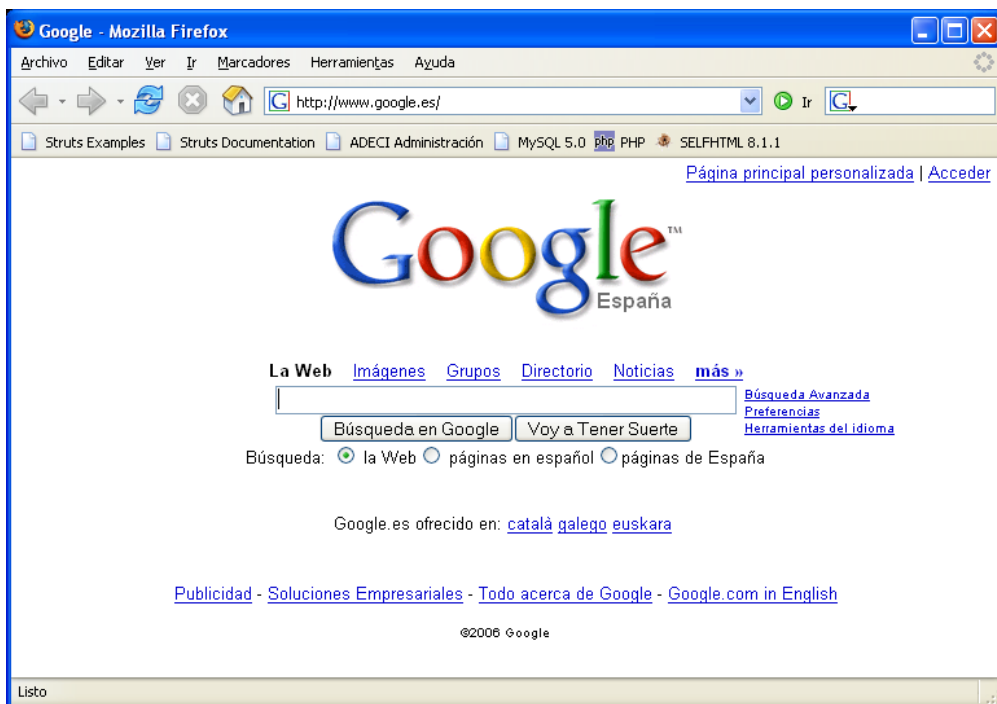 Google - Mozilla Firefox
Archivo Editar Ver Ir Marcadores Herramientas Ayuda
G http://www.google.es/ Ir G
Struts Examples Struts Documentation ADECI Administración MySQL 5.0 php PHP SELFHTML 8.1.1
Página principal personalizada | Acceder
Google™
España
La Web Imágenes Grupos Directorio Noticias más »
Búsqueda Avanzada
Preferencias
Búsqueda en Google Voy a Tener Suerte Herramientas del idioma
Búsqueda: la Web páginas en español páginas de España
Google.es ofrecido en: català galego euskara
Publicidad - Soluciones Empresariales - Todo acerca de Google - Google.com in English
©2006 Google
Listo